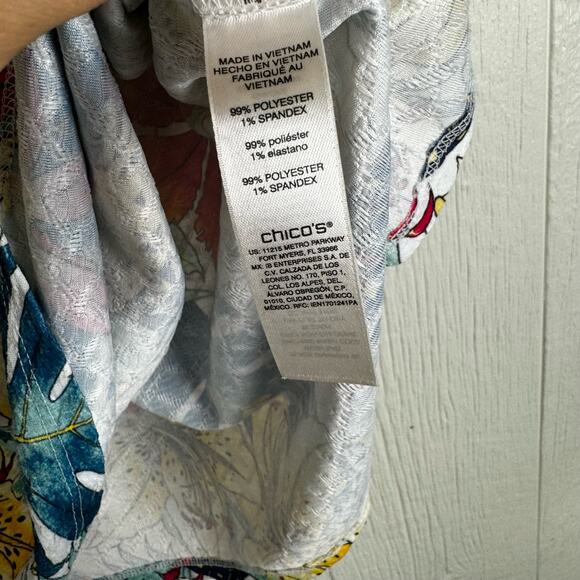 MADE IN VIETNAM
HECHO EN VIETNAM
FABRIQUÉ AU
VIETNAM
99% POLYESTER
1% SPANDEX
99% poliéster
1% elastano
99% POLYESTER
1% SPANDEX
chico's®
US: 11215 METRO PARKWAY
FORT MYERS, FL 33966
MX: IB ENTERPRISES S.A. DE
C.V. CALZADA DE LOS
LEONES NO. 170, PISO 1,
COL. LOS ALPES, DEL.
ÁLVARO OBREGÓN, C.P.
01010, CIUDAD DE MÉXICO,
MÉXICO. RFC: IEN1701241PA